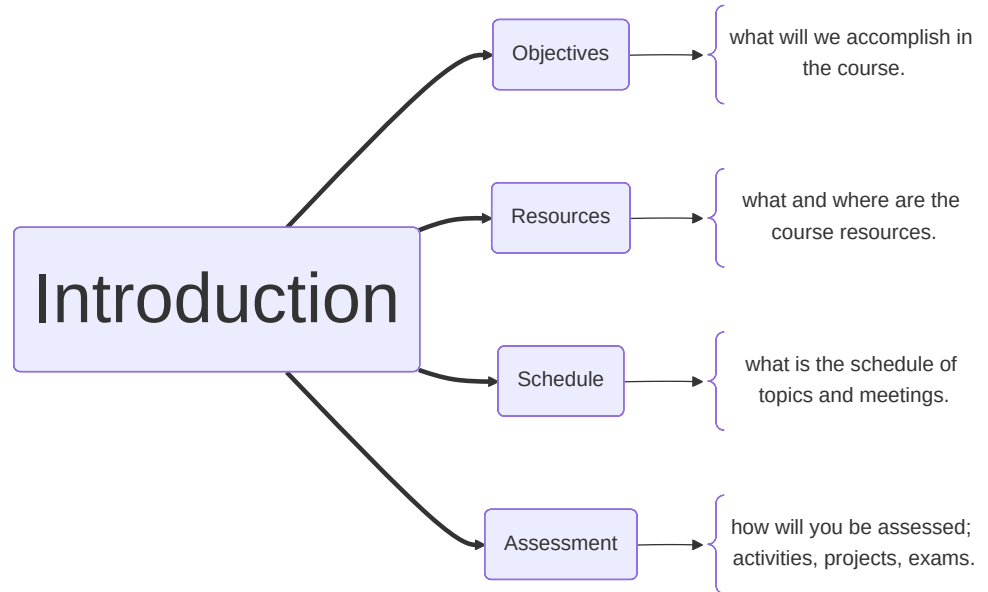 Introduction
Objectives
what will we accomplish in
the course.
Resources
what and where are the
course resources.
Schedule
what is the schedule of
topics and meetings.
Assessment
how will you be assessed;
activities, projects, exams.